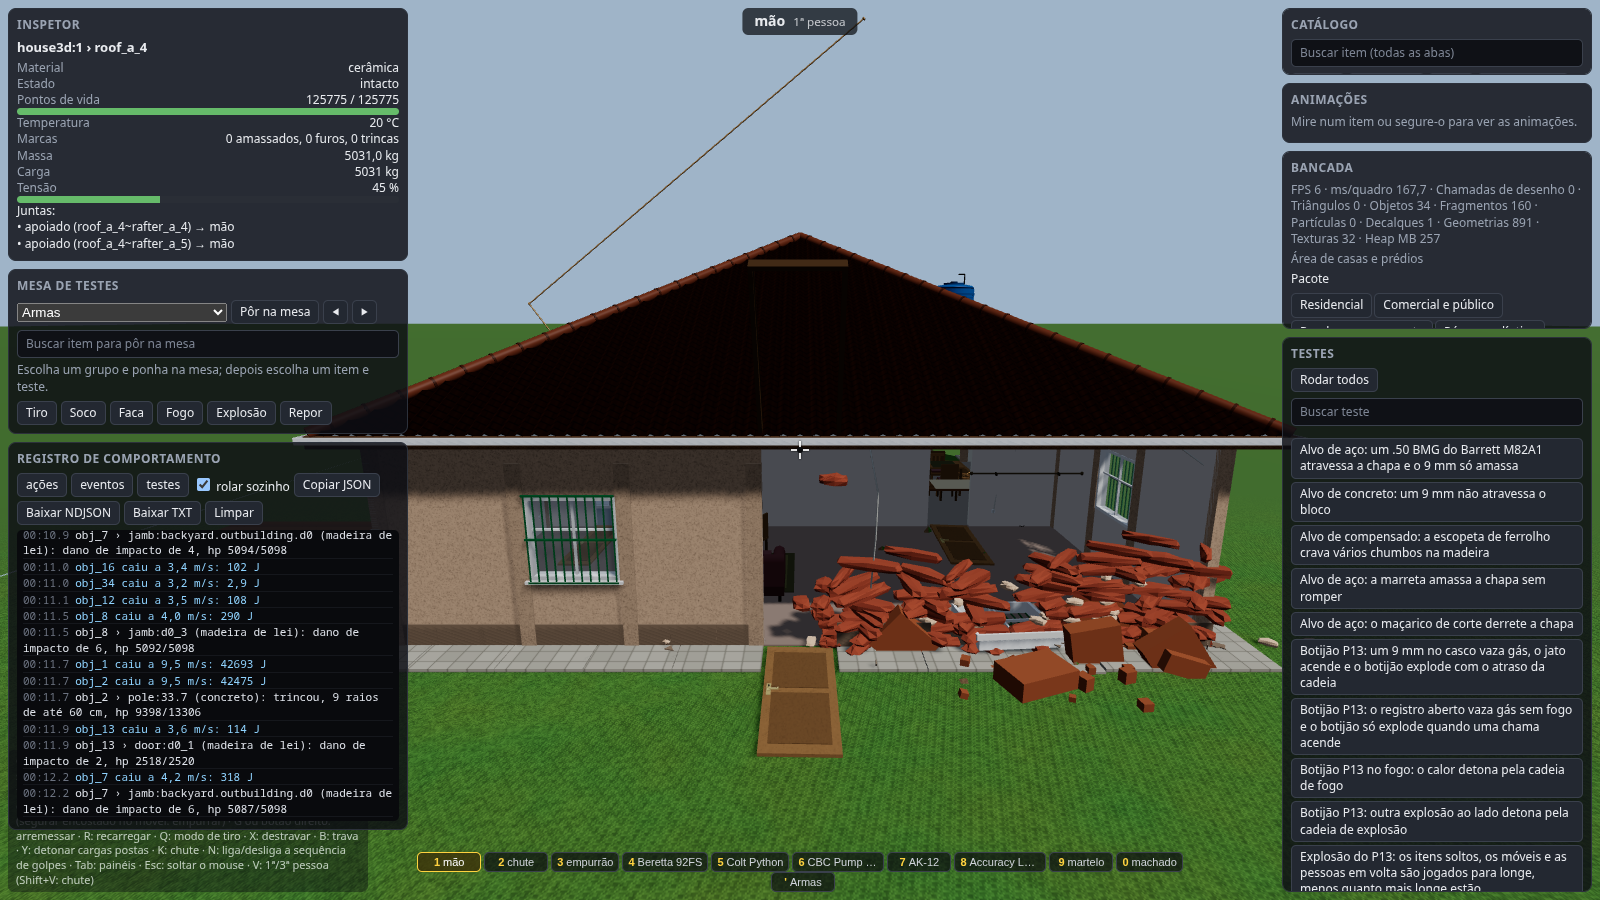 INSPETOR
house3d:1 › roof_a_4
Material cerâmica
Estado intacto
Pontos de vida 125775 / 125775
Temperatura 20 °C
Marcas 0 amassados, 0 furos, 0 trincas
Massa 5031,0 kg
Carga 5031 kg
Tensão 45 %
Juntas:
• apoiado (roof_a_4~rafter_a_4) → mão
• apoiado (roof_a_4~rafter_a_5) → mão
MESA DE TESTES
Armas Pôr na mesa ◄ ►
Buscar item para pôr na mesa
Escolha um grupo e ponha na mesa; depois escolha um item e
teste.
Tiro Soco Faca Fogo Explosão Repor
REGISTRO DE COMPORTAMENTO
ações eventos testes rolar sozinho Copiar JSON
Baixar NDJSON Baixar TXT Limpar
00:10.9 obj_7 › jamb:backyard.outbuilding.d0 (madeira de
lei): dano de impacto de 4, hp 5094/5098
00:11.0 obj_16 caiu a 3,4 m/s: 102 J
00:11.0 obj_34 caiu a 3,2 m/s: 2,9 J
00:11.1 obj_12 caiu a 3,5 m/s: 108 J
00:11.5 obj_8 caiu a 4,0 m/s: 290 J
00:11.5 obj_8 › jamb:d0_3 (madeira de lei): dano de
impacto de 6, hp 5092/5098
00:11.7 obj_1 caiu a 9,5 m/s: 42693 J
00:11.7 obj_2 caiu a 9,5 m/s: 42475 J
00:11.7 obj_2 › pole:33.7 (concreto): trincou, 9 raios
de até 60 cm, hp 9398/13306
00:11.9 obj_13 caiu a 3,6 m/s: 114 J
00:11.9 obj_13 › door:d0_1 (madeira de lei): dano de
impacto de 2, hp 2518/2520
00:12.2 obj_7 caiu a 4,2 m/s: 318 J
00:12.2 obj_7 › jamb:backyard.outbuilding.d0 (madeira de
lei): dano de impacto de 6, hp 5087/5098
arremessar · R: recarregar · Q: modo de tiro · X: destravar · B: trava
· Y: detonar cargas postas · K: chute · N: liga/desliga a sequência
de golpes · Tab: painéis · Esc: soltar o mouse · V: 1ª/3ª pessoa
(Shift+V: chute)
mão 1ª pessoa
1 mão 2 chute 3 empurrão 4 Beretta 92FS 5 Colt Python 6 CBC Pump ... 7 AK-12 8 Accuracy L... 9 martelo 0 machado
' Armas
CATÁLOGO
Buscar item (todas as abas)
ANIMAÇÕES
Mire num item ou segure-o para ver as animações.
BANCADA
FPS 6 · ms/quadro 167,7 · Chamadas de desenho 0 ·
Triângulos 0 · Objetos 34 · Fragmentos 160 ·
Partículas 0 · Decalques 1 · Geometrias 891 ·
Texturas 32 · Heap MB 257
Área de casas e prédios
Pacote
Residencial Comercial e público
TESTES
Rodar todos
Buscar teste
Alvo de aço: um .50 BMG do Barrett M82A1
atravessa a chapa e o 9 mm só amassa
Alvo de concreto: um 9 mm não atravessa o
bloco
Alvo de compensado: a escopeta de ferrolho
crava vários chumbos na madeira
Alvo de aço: a marreta amassa a chapa sem
romper
Alvo de aço: o maçarico de corte derrete a chapa
Botijão P13: um 9 mm no casco vaza gás, o jato
acende e o botijão explode com o atraso da
cadeia
Botijão P13: o registro aberto vaza gás sem fogo
e o botijão só explode quando uma chama
acende
Botijão P13 no fogo: o calor detona pela cadeia
de fogo
Botijão P13: outra explosão ao lado detona pela
cadeia de explosão
Explosão do P13: os itens soltos, os móveis e as
pessoas em volta são jogados para longe,
menos quanto mais longe estão